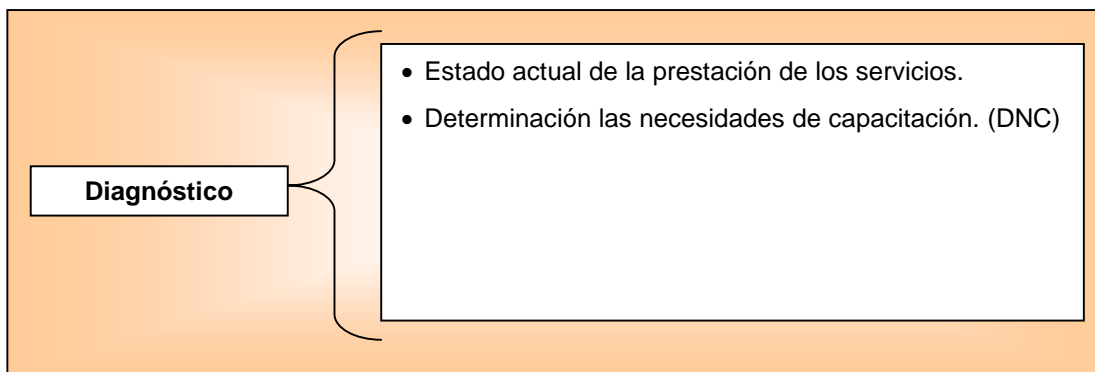 • Estado actual de la prestación de los servicios.
• Determinación las necesidades de capacitación. (DNC)
Diagnóstico